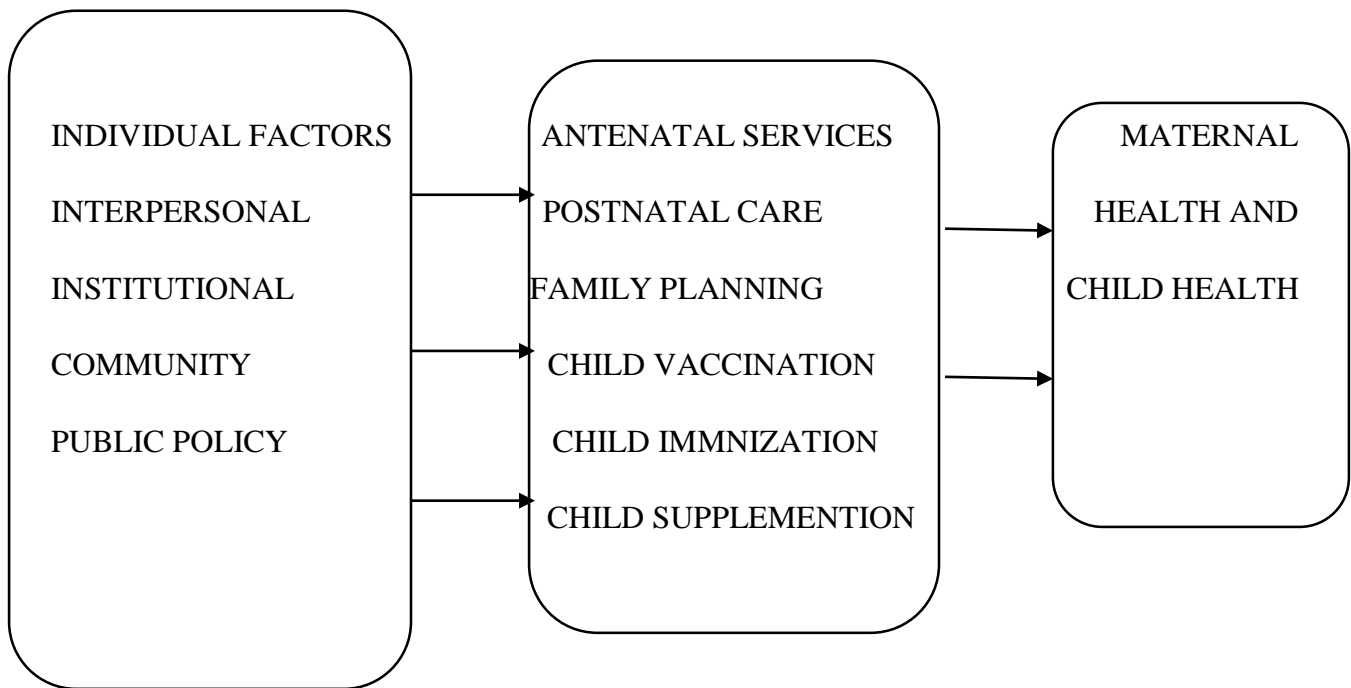 INDIVIDUAL FACTORS
INTERPERSONAL
INSTITUTIONAL
COMMUNITY
PUBLIC POLICY
ANTENATAL SERVICES
POSTNATAL CARE
FAMILY PLANNING
CHILD VACCINATION
CHILD IMMNIZATION
CHILD SUPPLEMENTION
MATERNAL
HEALTH AND
CHILD HEALTH